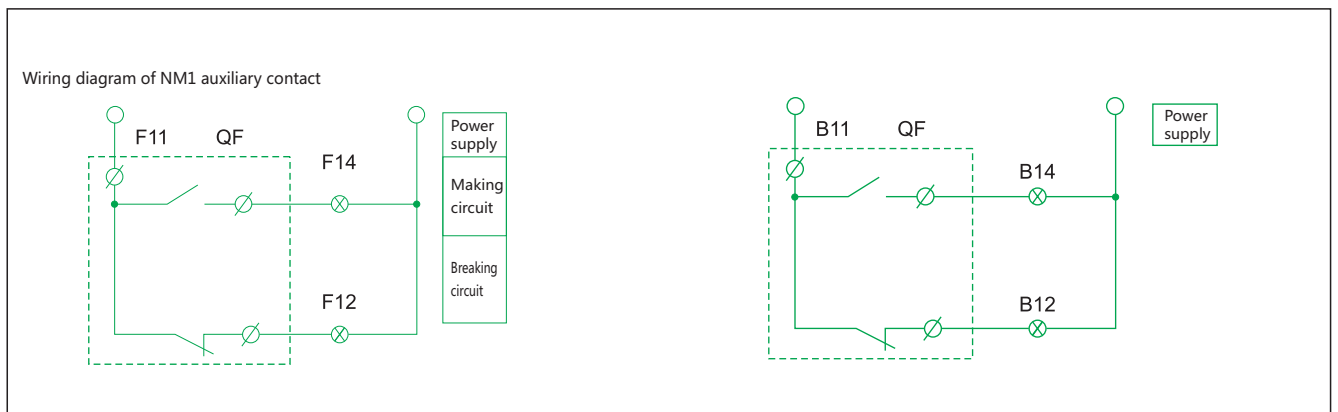 Wiring diagram of NM1 auxiliary contact
F11 QF
F14
F12
Power
supply
Making
circuit
Breaking
circuit
B11 QF
B14
B12
Power
supply